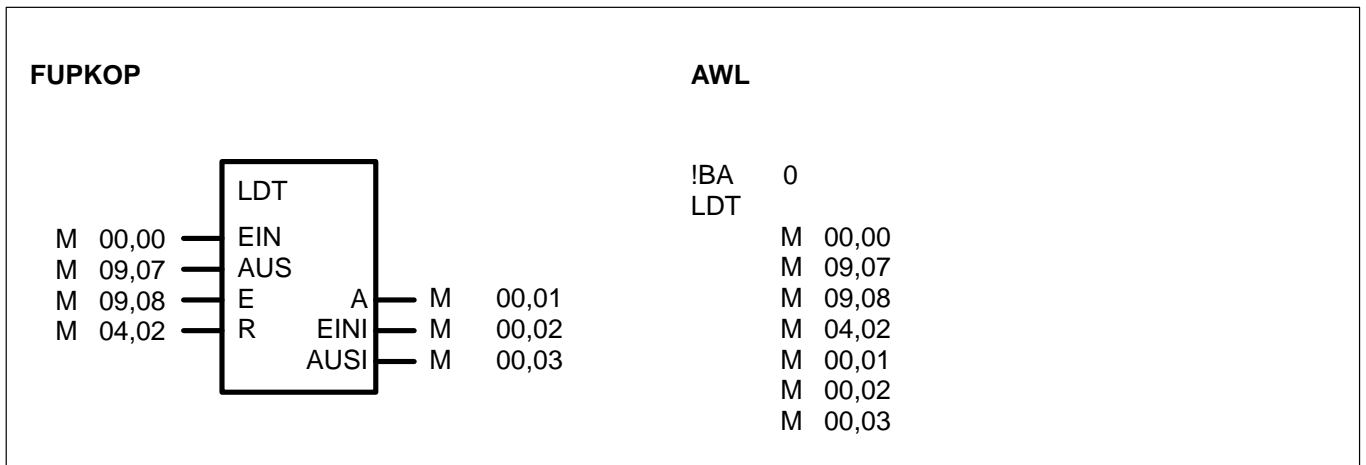 FUPKOP
LDT
M 00,00 EIN
M 09,07 AUS
M 09,08 E A M 00,01
M 04,02 R EINI M 00,02
AUSI M 00,03
AWL
!BA 0
LDT
M 00,00
M 09,07
M 09,08
M 04,02
M 00,01
M 00,02
M 00,03